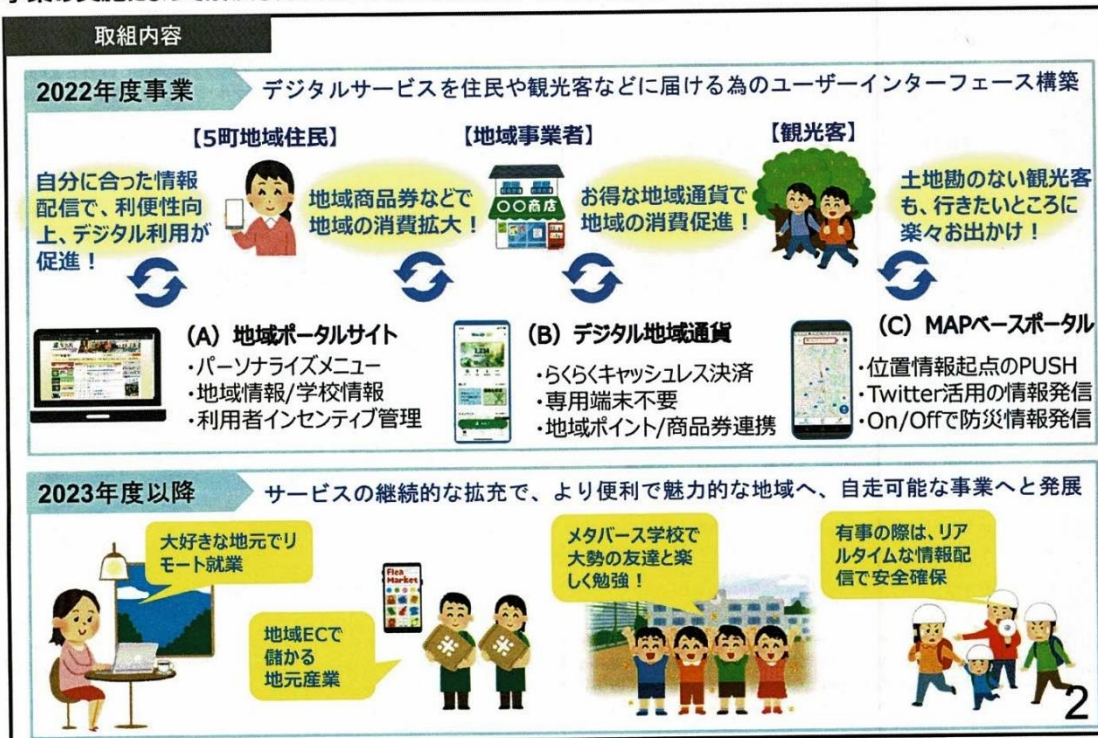 取組内容
2022年度事業
デジタルサービスを住民や観光客などに届ける為のユーザーインターフェース構築
【5町地域住民】
【地域事業者】
【観光客】
自分に合った情報
配信で、利便性向
上、デジタル利用が
促進！
地域商品券などで
地域の消費拡大！
〇〇商店
お得な地域通貨で
地域の消費促進！
土地勘のない観光客
も、行きたいところに
楽々お出かけ！
（A）地域ポータルサイト
・パーソナライズメニュー
・地域情報/学校情報
・利用者インセンティブ管理
（B）デジタル地域通貨
・らくらくキャッシュレス決済
・専用端末不要
・地域ポイント/商品券連携
（C）MAPベースポータル
・位置情報起点のPUSH
・Twitter活用の情報発信
・On/Offで防災情報発信
2023年度以降
サービスの継続的な拡充で、より便利で魅力的な地域へ、自走可能な事業へと発展
大好きな地元でリ
モート就業
Flea
Market
地域ECで
儲かる
地元産業
米
米
メタバース学校で
大勢の友達と楽
しく勉強！
有事の際は、リア
ルタイムな情報配
信で安全確保
2